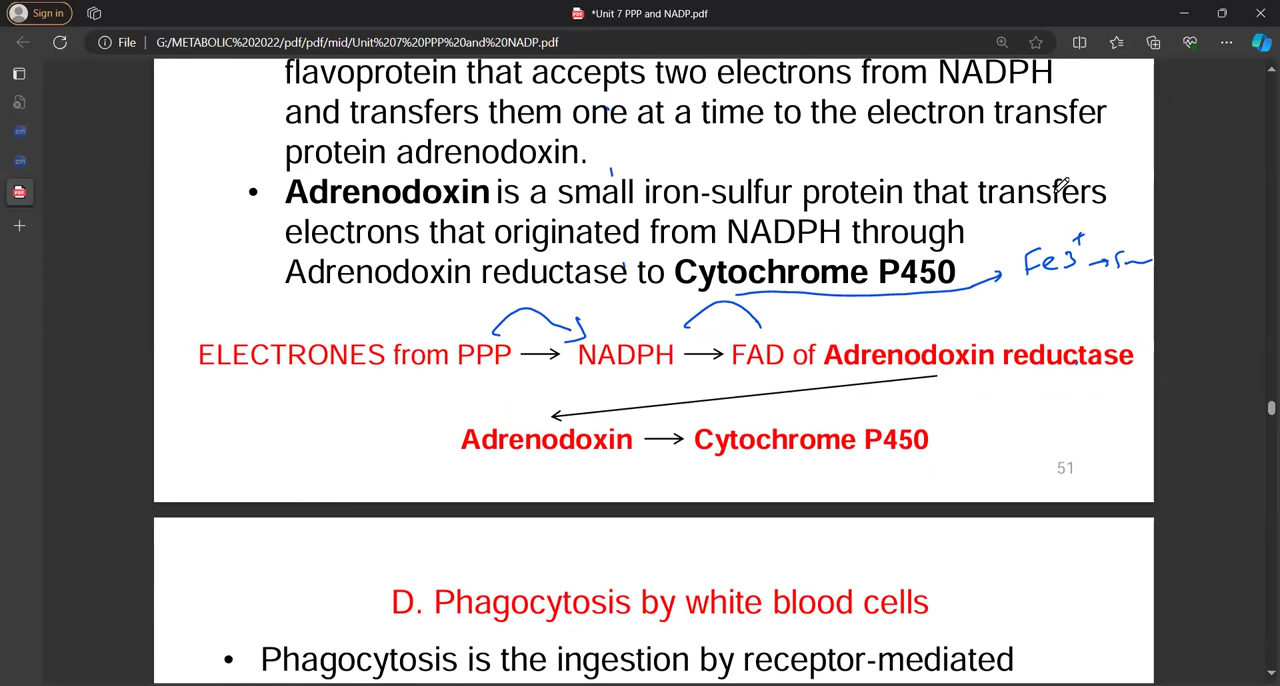 Sign in
*Unit 7 PPP and NADP.pdf
File
G:/METABOLIC%202022/pdf/pdf/mid/Unit%207%20PPP%20and%20NADP.pdf
flavoprotein that accepts two electrons from NADPH
and transfers them one at a time to the electron transfer
protein adrenodoxin.
• Adrenodoxin is a small iron-sulfur protein that transfers
electrons that originated from NADPH through
Adrenodoxin reductase to Cytochrome P450
Fe3+ →
ELECTRONES from PPP → NADPH → FAD of Adrenodoxin reductase
Adrenodoxin → Cytochrome P450
51
D. Phagocytosis by white blood cells
• Phagocytosis is the ingestion by receptor-mediated